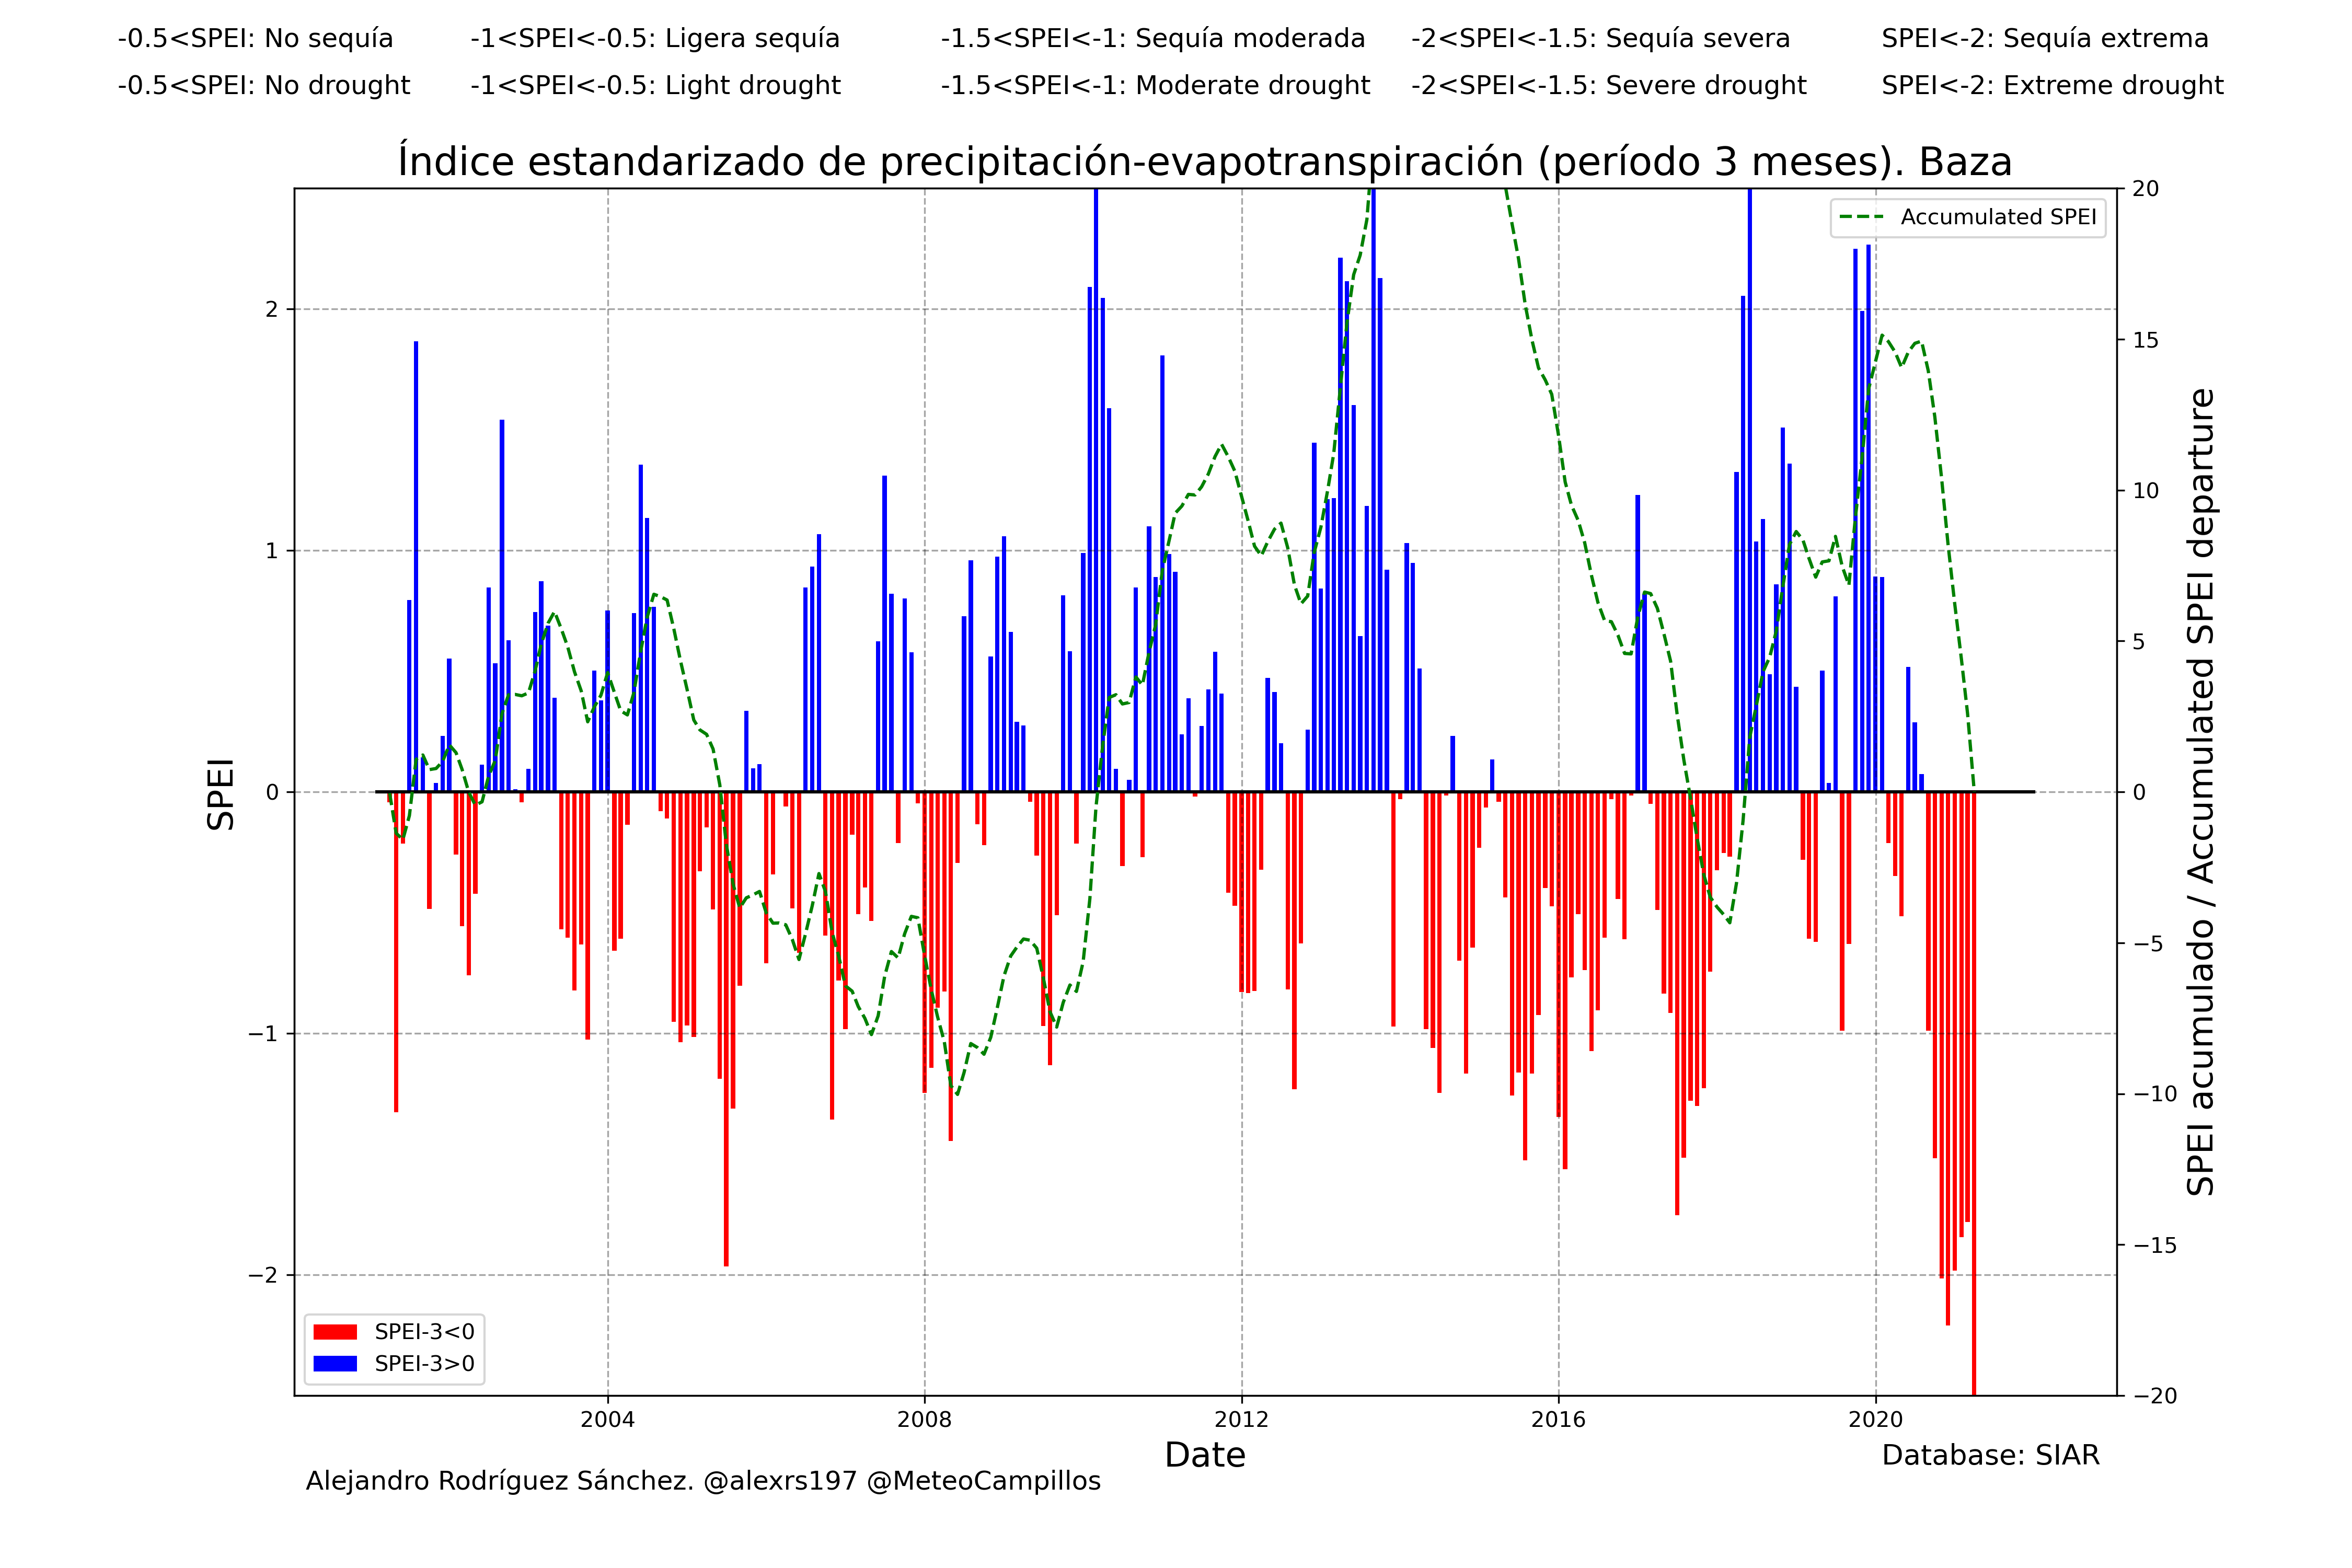 -0.5<SPEI: No sequía -1<SPEI<-0.5: Ligera sequía -1.5<SPEI<-1: Sequía moderada -2<SPEI<-1.5: Sequía severa SPEI<-2: Sequía extrema
-0.5<SPEI: No drought -1<SPEI<-0.5: Light drought -1.5<SPEI<-1: Moderate drought -2<SPEI<-1.5: Severe drought SPEI<-2: Extreme drought
Índice estandarizado de precipitación-evapotranspiración (período 3 meses). Baza
Accumulated SPEI
SPEI
2
1
0
−1
−2
20
15
10
5
0
−5
−10
−15
−20
SPEI acumulado / Accumulated SPEI departure
SPEI-3<0
SPEI-3>0
2004 2008 2012 2016 2020
Date
Database: SIAR
Alejandro Rodríguez Sánchez. @alexrs197 @MeteoCampillos